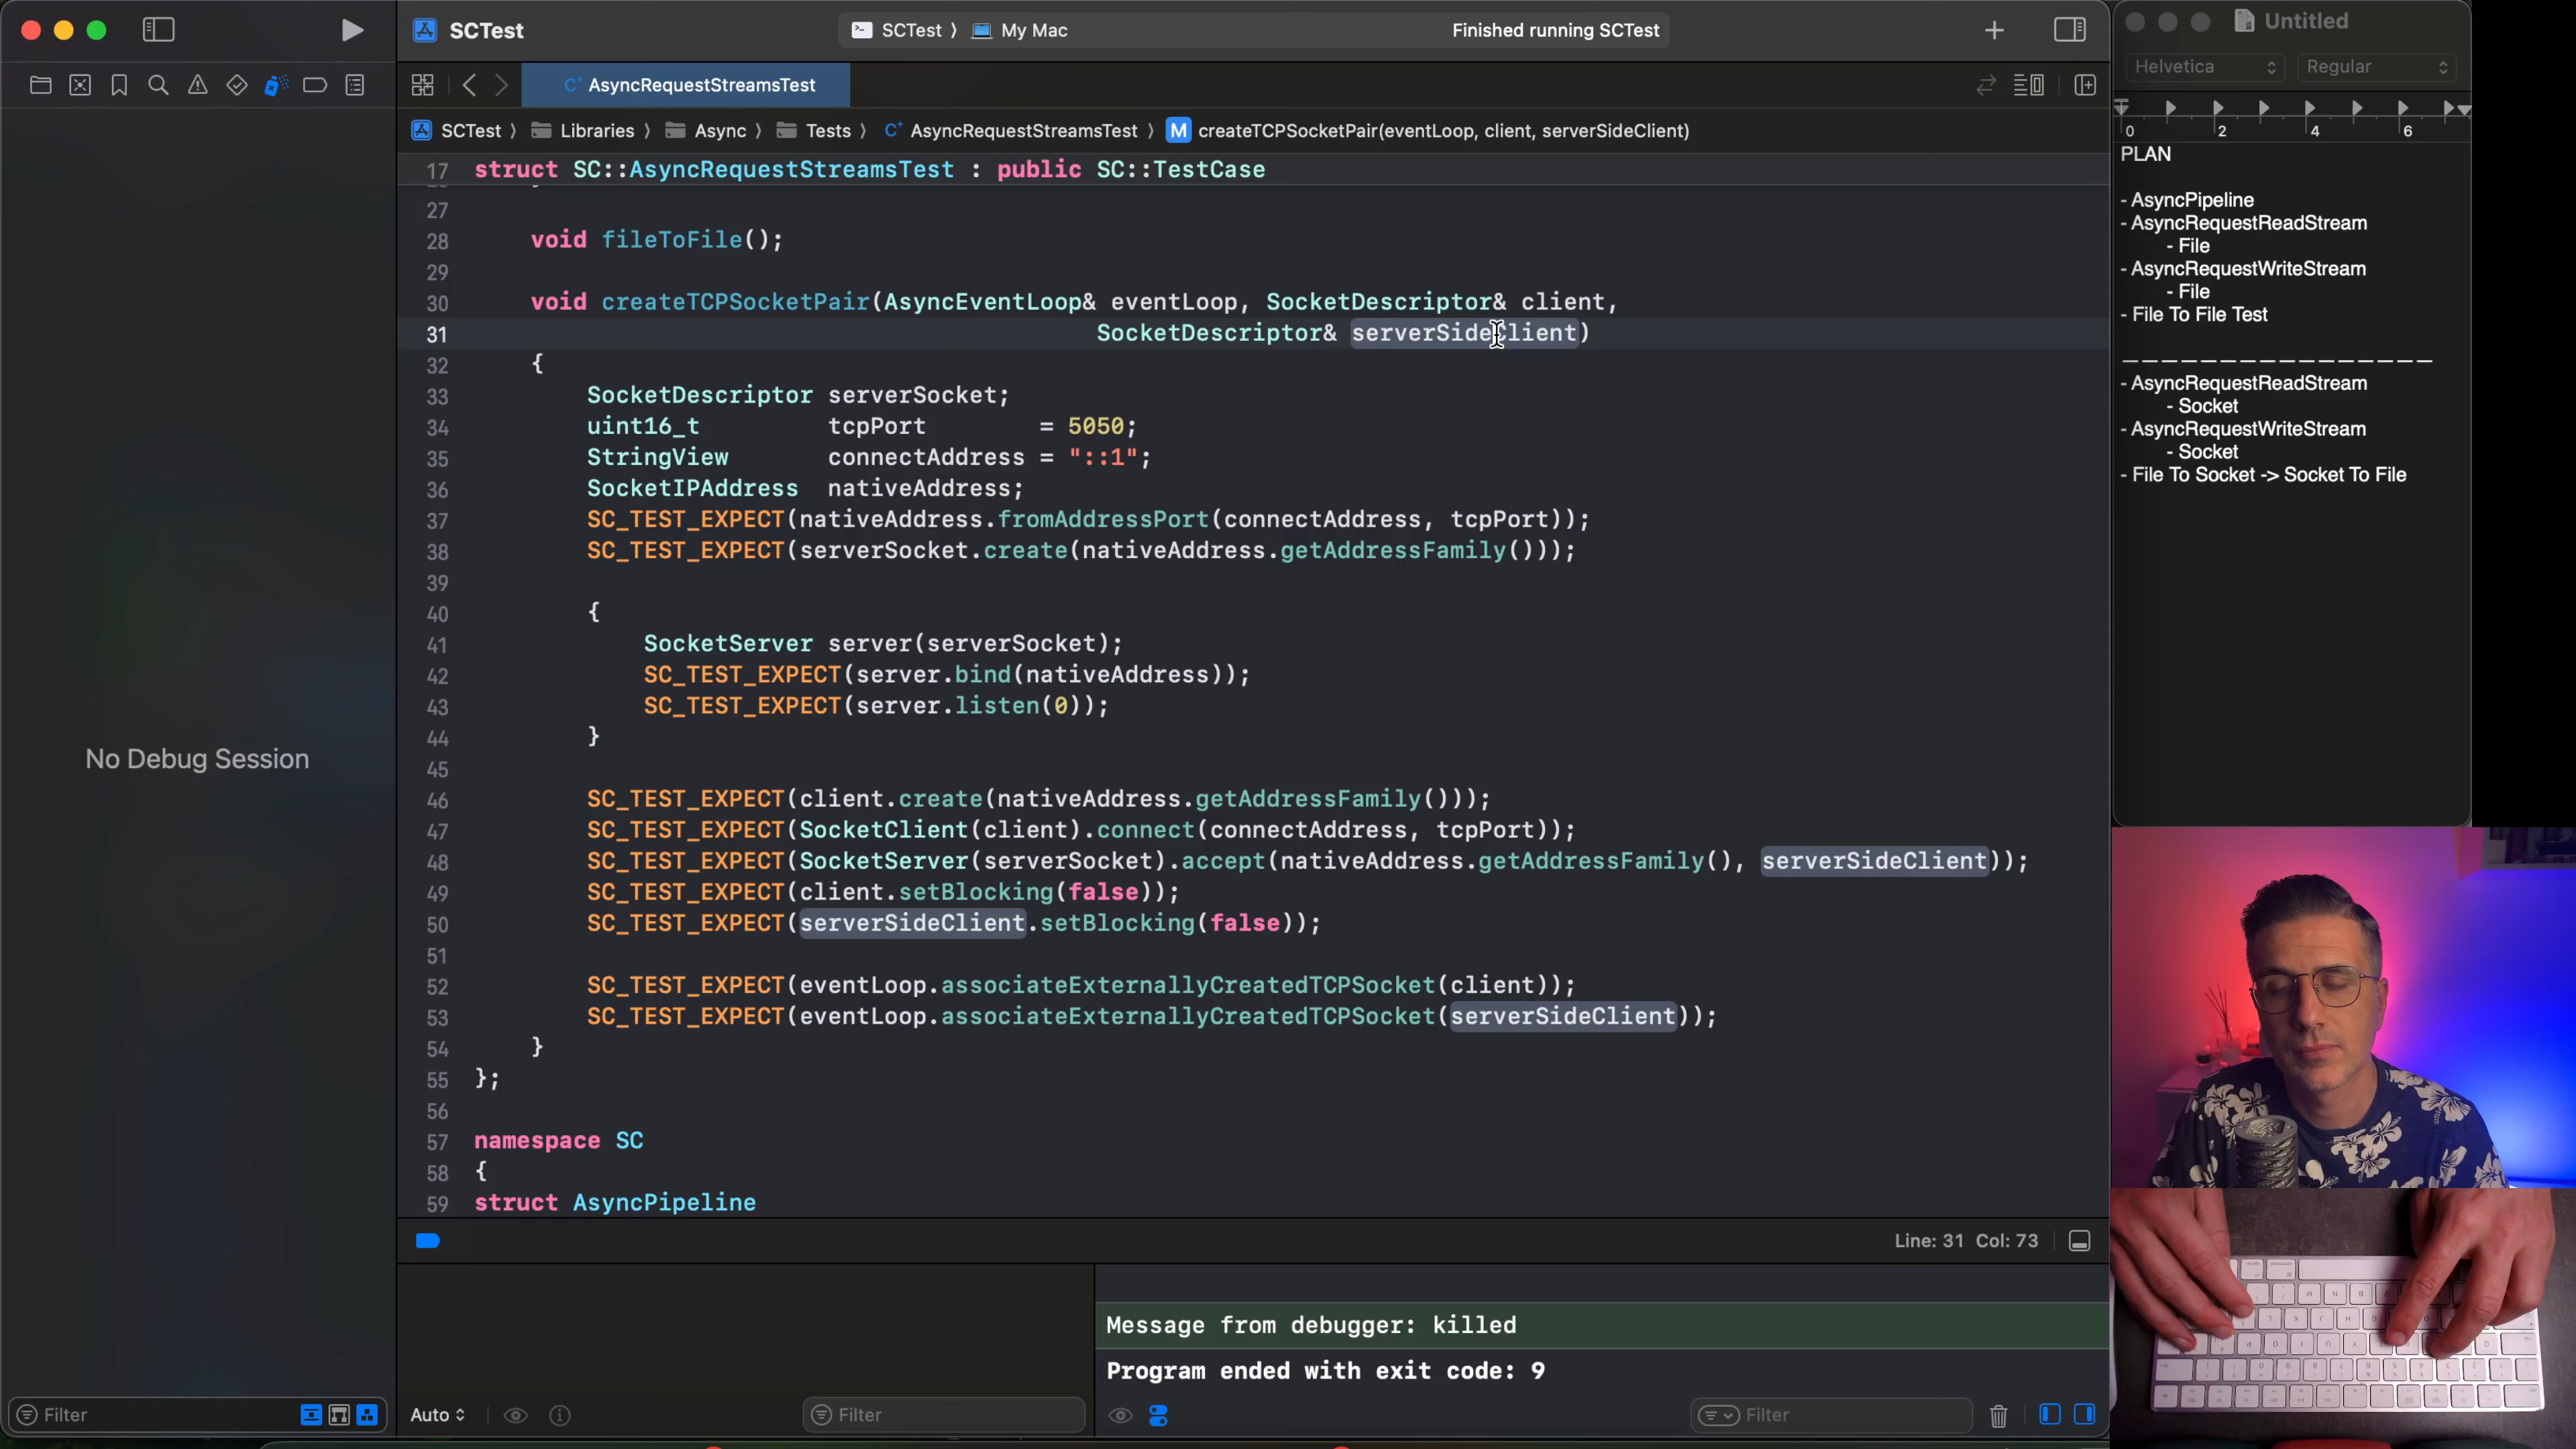 SCTest
SCTest 〉 My Mac
Finished running SCTest
AsyncRequestStreamsTest
SCTest 〉 Libraries 〉 Async 〉 Tests 〉 AsyncRequestStreamsTest 〉 M createTCPSocketPair(eventLoop, client, serverSideClient)
17 struct SC::AsyncRequestStreamsTest : public SC::TestCase
27
28     void fileToFile();
29
30     void createTCPSocketPair(AsyncEventLoop& eventLoop, SocketDescriptor& client,
31                              SocketDescriptor& serverSideClient)
32     {
33         SocketDescriptor serverSocket;
34         uint16_t         tcpPort        = 5050;
35         StringView       connectAddress = "::1";
36         SocketIPAddress  nativeAddress;
37         SC_TEST_EXPECT(nativeAddress.fromAddressPort(connectAddress, tcpPort));
38         SC_TEST_EXPECT(serverSocket.create(nativeAddress.getAddressFamily()));
39
40         {
41             SocketServer server(serverSocket);
42             SC_TEST_EXPECT(server.bind(nativeAddress));
43             SC_TEST_EXPECT(server.listen(0));
44         }
45
46         SC_TEST_EXPECT(client.create(nativeAddress.getAddressFamily()));
47         SC_TEST_EXPECT(SocketClient(client).connect(connectAddress, tcpPort));
48         SC_TEST_EXPECT(SocketServer(serverSocket).accept(nativeAddress.getAddressFamily(), serverSideClient));
49         SC_TEST_EXPECT(client.setBlocking(false));
50         SC_TEST_EXPECT(serverSideClient.setBlocking(false));
51
52         SC_TEST_EXPECT(eventLoop.associateExternallyCreatedTCPSocket(client));
53         SC_TEST_EXPECT(eventLoop.associateExternallyCreatedTCPSocket(serverSideClient));
54     }
55 };
56
57 namespace SC
58 {
59 struct AsyncPipeline
No Debug Session
Filter
Line: 31 Col: 73
Message from debugger: killed
Program ended with exit code: 9
Auto
Filter
Filter
Untitled
Helvetica
Regular
0 2 4 6
PLAN
- AsyncPipeline
- AsyncRequestReadStream
- File
- AsyncRequestWriteStream
- File
- File To File Test
————————————————
- AsyncRequestReadStream
- Socket
- AsyncRequestWriteStream
- Socket
- File To Socket -> Socket To File